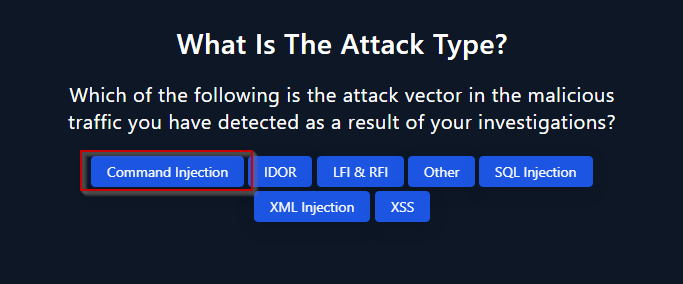 What Is The Attack Type?
Which of the following is the attack vector in the malicious
traffic you have detected as a result of your investigations?
Command Injection IDOR LFI & RFI Other SQL Injection
XML Injection XSS